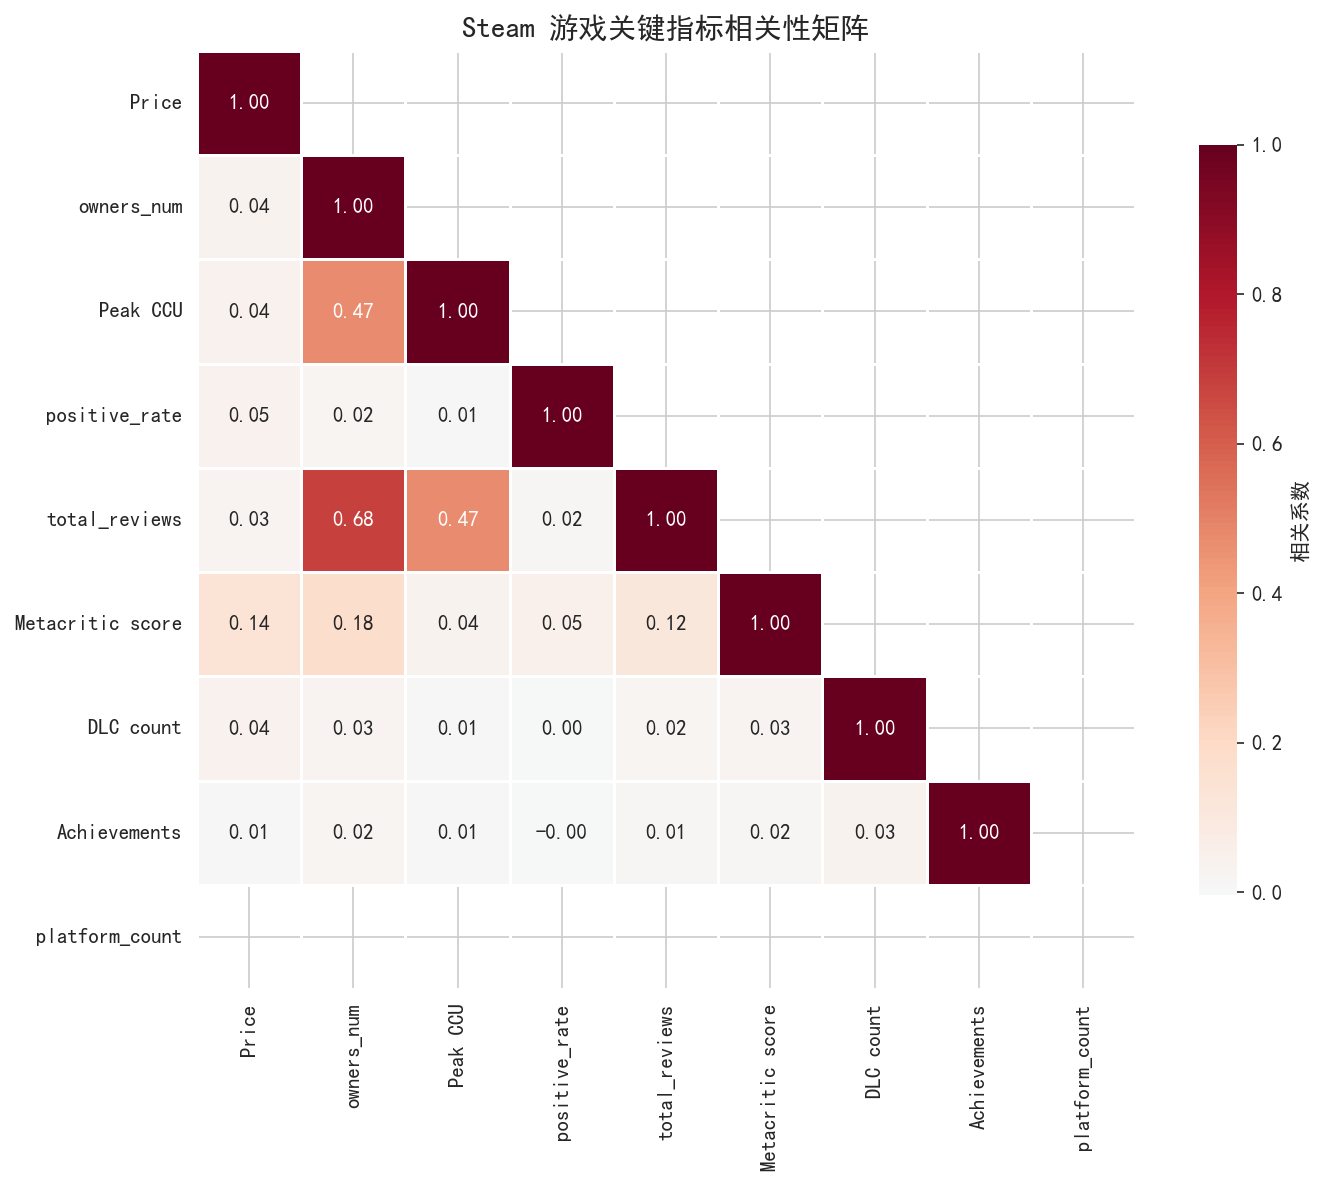 Steam 游戏关键指标相关性矩阵
Price 1.00
owners_num 0.04 1.00
Peak CCU 0.04 0.47 1.00
positive_rate 0.05 0.02 0.01 1.00
total_reviews 0.03 0.68 0.47 0.02 1.00
Metacritic score 0.14 0.18 0.04 0.05 0.12 1.00
DLC count 0.04 0.03 0.01 0.00 0.02 0.03 1.00
Achievements 0.01 0.02 0.01 −0.00 0.01 0.02 0.03 1.00
platform_count
Price
owners_num
Peak CCU
positive_rate
total_reviews
Metacritic score
DLC count
Achievements
platform_count
1.0
0.8
0.6
0.4
0.2
0.0
相关系数